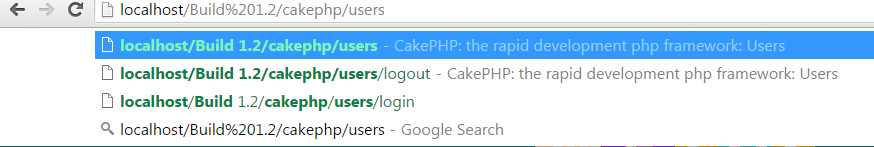 localhost/Build%201.2/cakephp/users
localhost/Build 1.2/cakephp/users - CakePHP: the rapid development php framework: Users
localhost/Build 1.2/cakephp/users/logout - CakePHP: the rapid development php framework: Users
localhost/Build 1.2/cakephp/users/login
localhost/Build%201.2/cakephp/users - Google Search